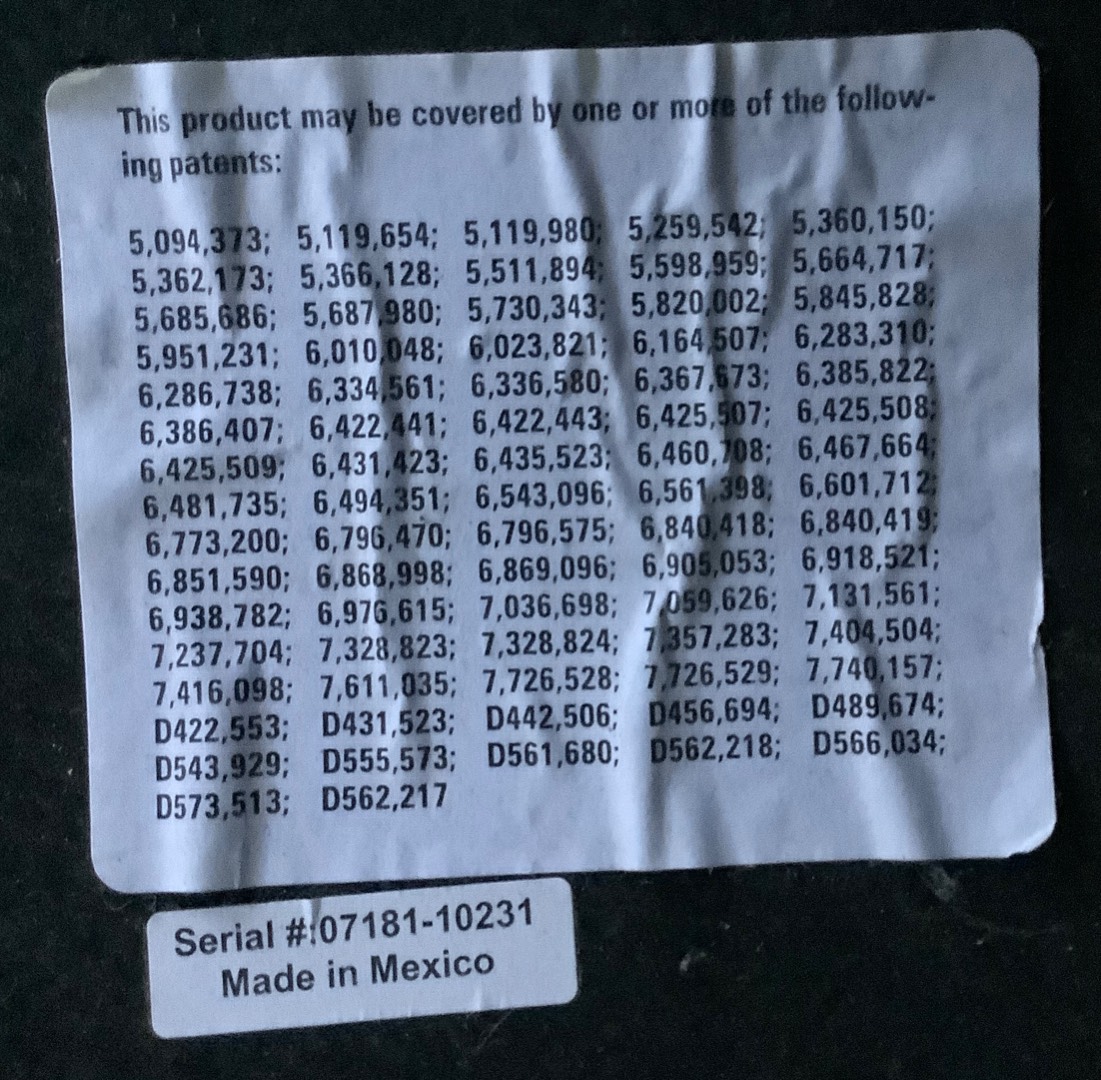 This product may be covered by one or more of the follow-
ing patents:
5,094,373; 5,119,654; 5,119,980; 5,259,542; 5,360,150;
5,362,173; 5,366,128; 5,511,894; 5,598,959; 5,664,717;
5,685,686; 5,687,980; 5,730,343; 5,820,002; 5,845,828;
5,951,231; 6,010,048; 6,023,821; 6,164,507; 6,283,310;
6,286,738; 6,334,561; 6,336,580; 6,367,673; 6,385,822;
6,386,407; 6,422,441; 6,422,443; 6,425,507; 6,425,508;
6,425,509; 6,431,423; 6,435,523; 6,460,708; 6,467,664;
6,481,735; 6,494,351; 6,543,096; 6,561,398; 6,601,712;
6,773,200; 6,796,470; 6,796,575; 6,840,418; 6,840,419;
6,851,590; 6,868,998; 6,869,096; 6,905,053; 6,918,521;
6,938,782; 6,976,615; 7,036,698; 7,059,626; 7,131,561;
7,237,704; 7,328,823; 7,328,824; 7,357,283; 7,404,504;
7,416,098; 7,611,035; 7,726,528; 7,726,529; 7,740,157;
D422,553; D431,523; D442,506; D456,694; D489,674;
D543,929; D555,573; D561,680; D562,218; D566,034;
D573,513; D562,217
Serial #:07181-10231
Made in Mexico